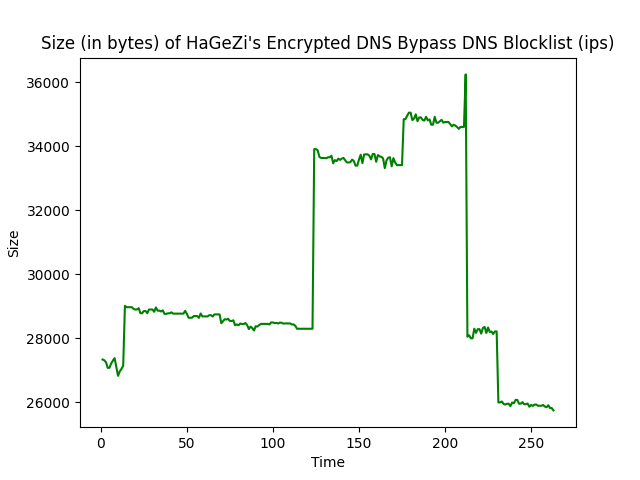 Size (in bytes) of HaGeZi's Encrypted DNS Bypass DNS Blocklist (ips)
36000
34000
32000
30000
28000
26000
Size
0 50 100 150 200 250
Time